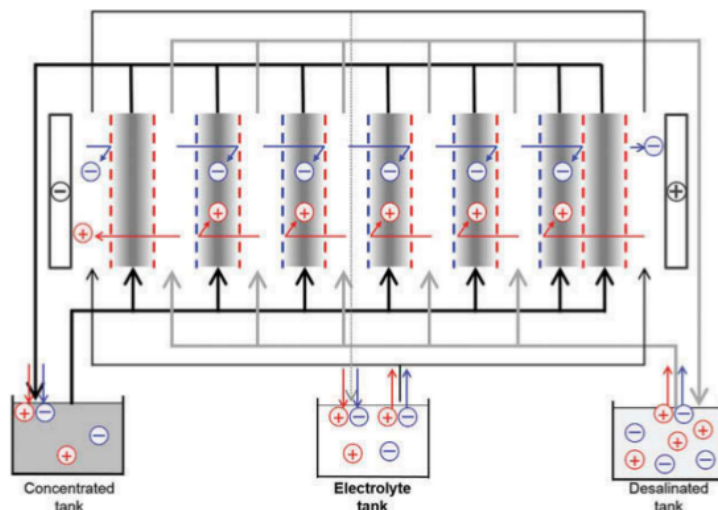 Concentrated
tank
Electrolyte
tank
Desalinated
tank